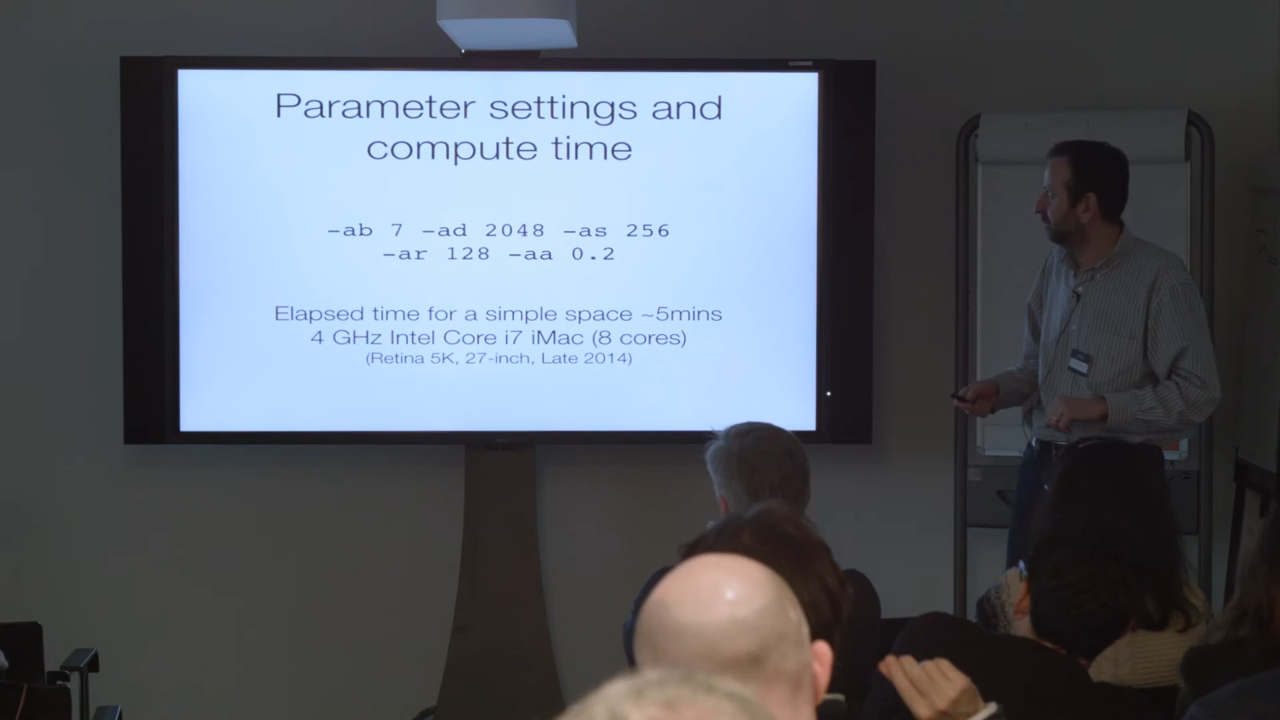 Parameter settings and
compute time
-ab 7 -ad 2048 -as 256
-ar 128 -aa 0.2
Elapsed time for a simple space ~5mins
4 GHz Intel Core i7 iMac (8 cores)
(Retina 5K, 27-inch, Late 2014)